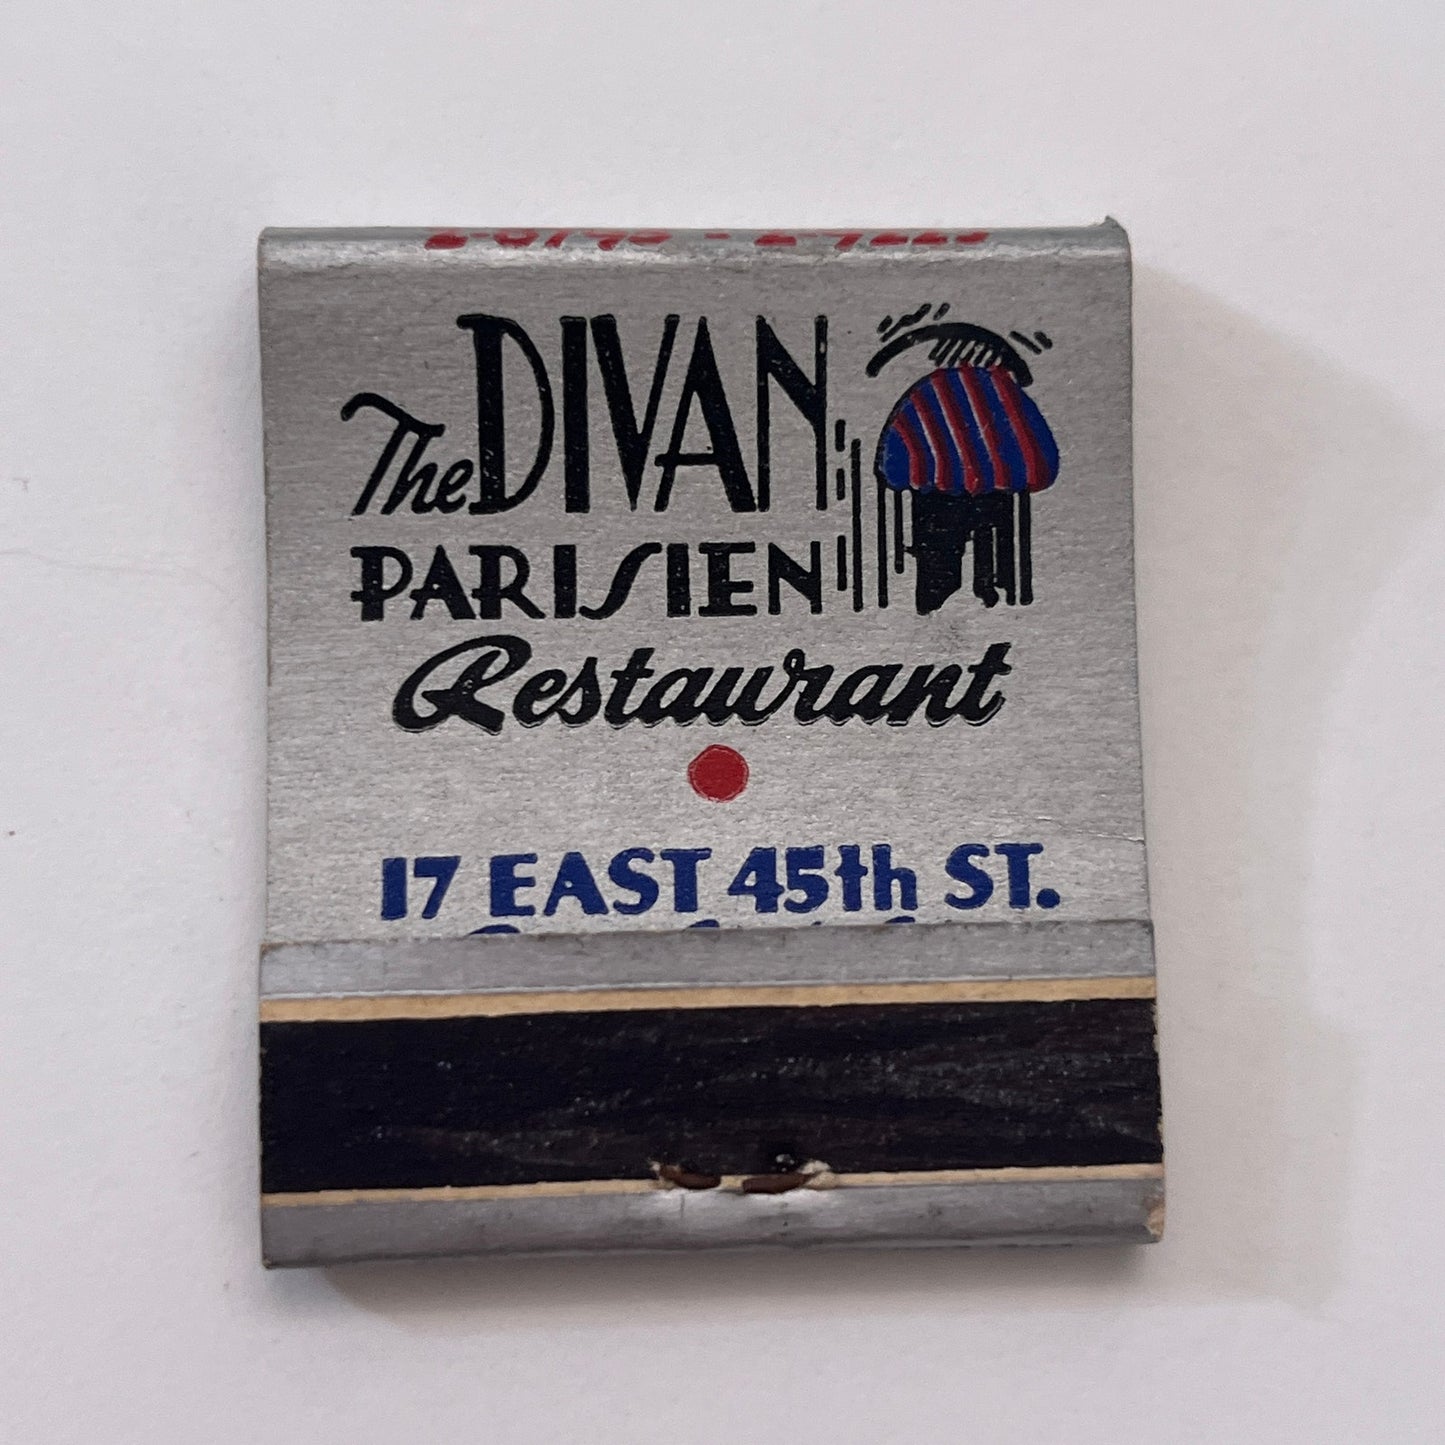 The DIVAN
PARISIEN
Restaurant
17 EAST 45th ST.